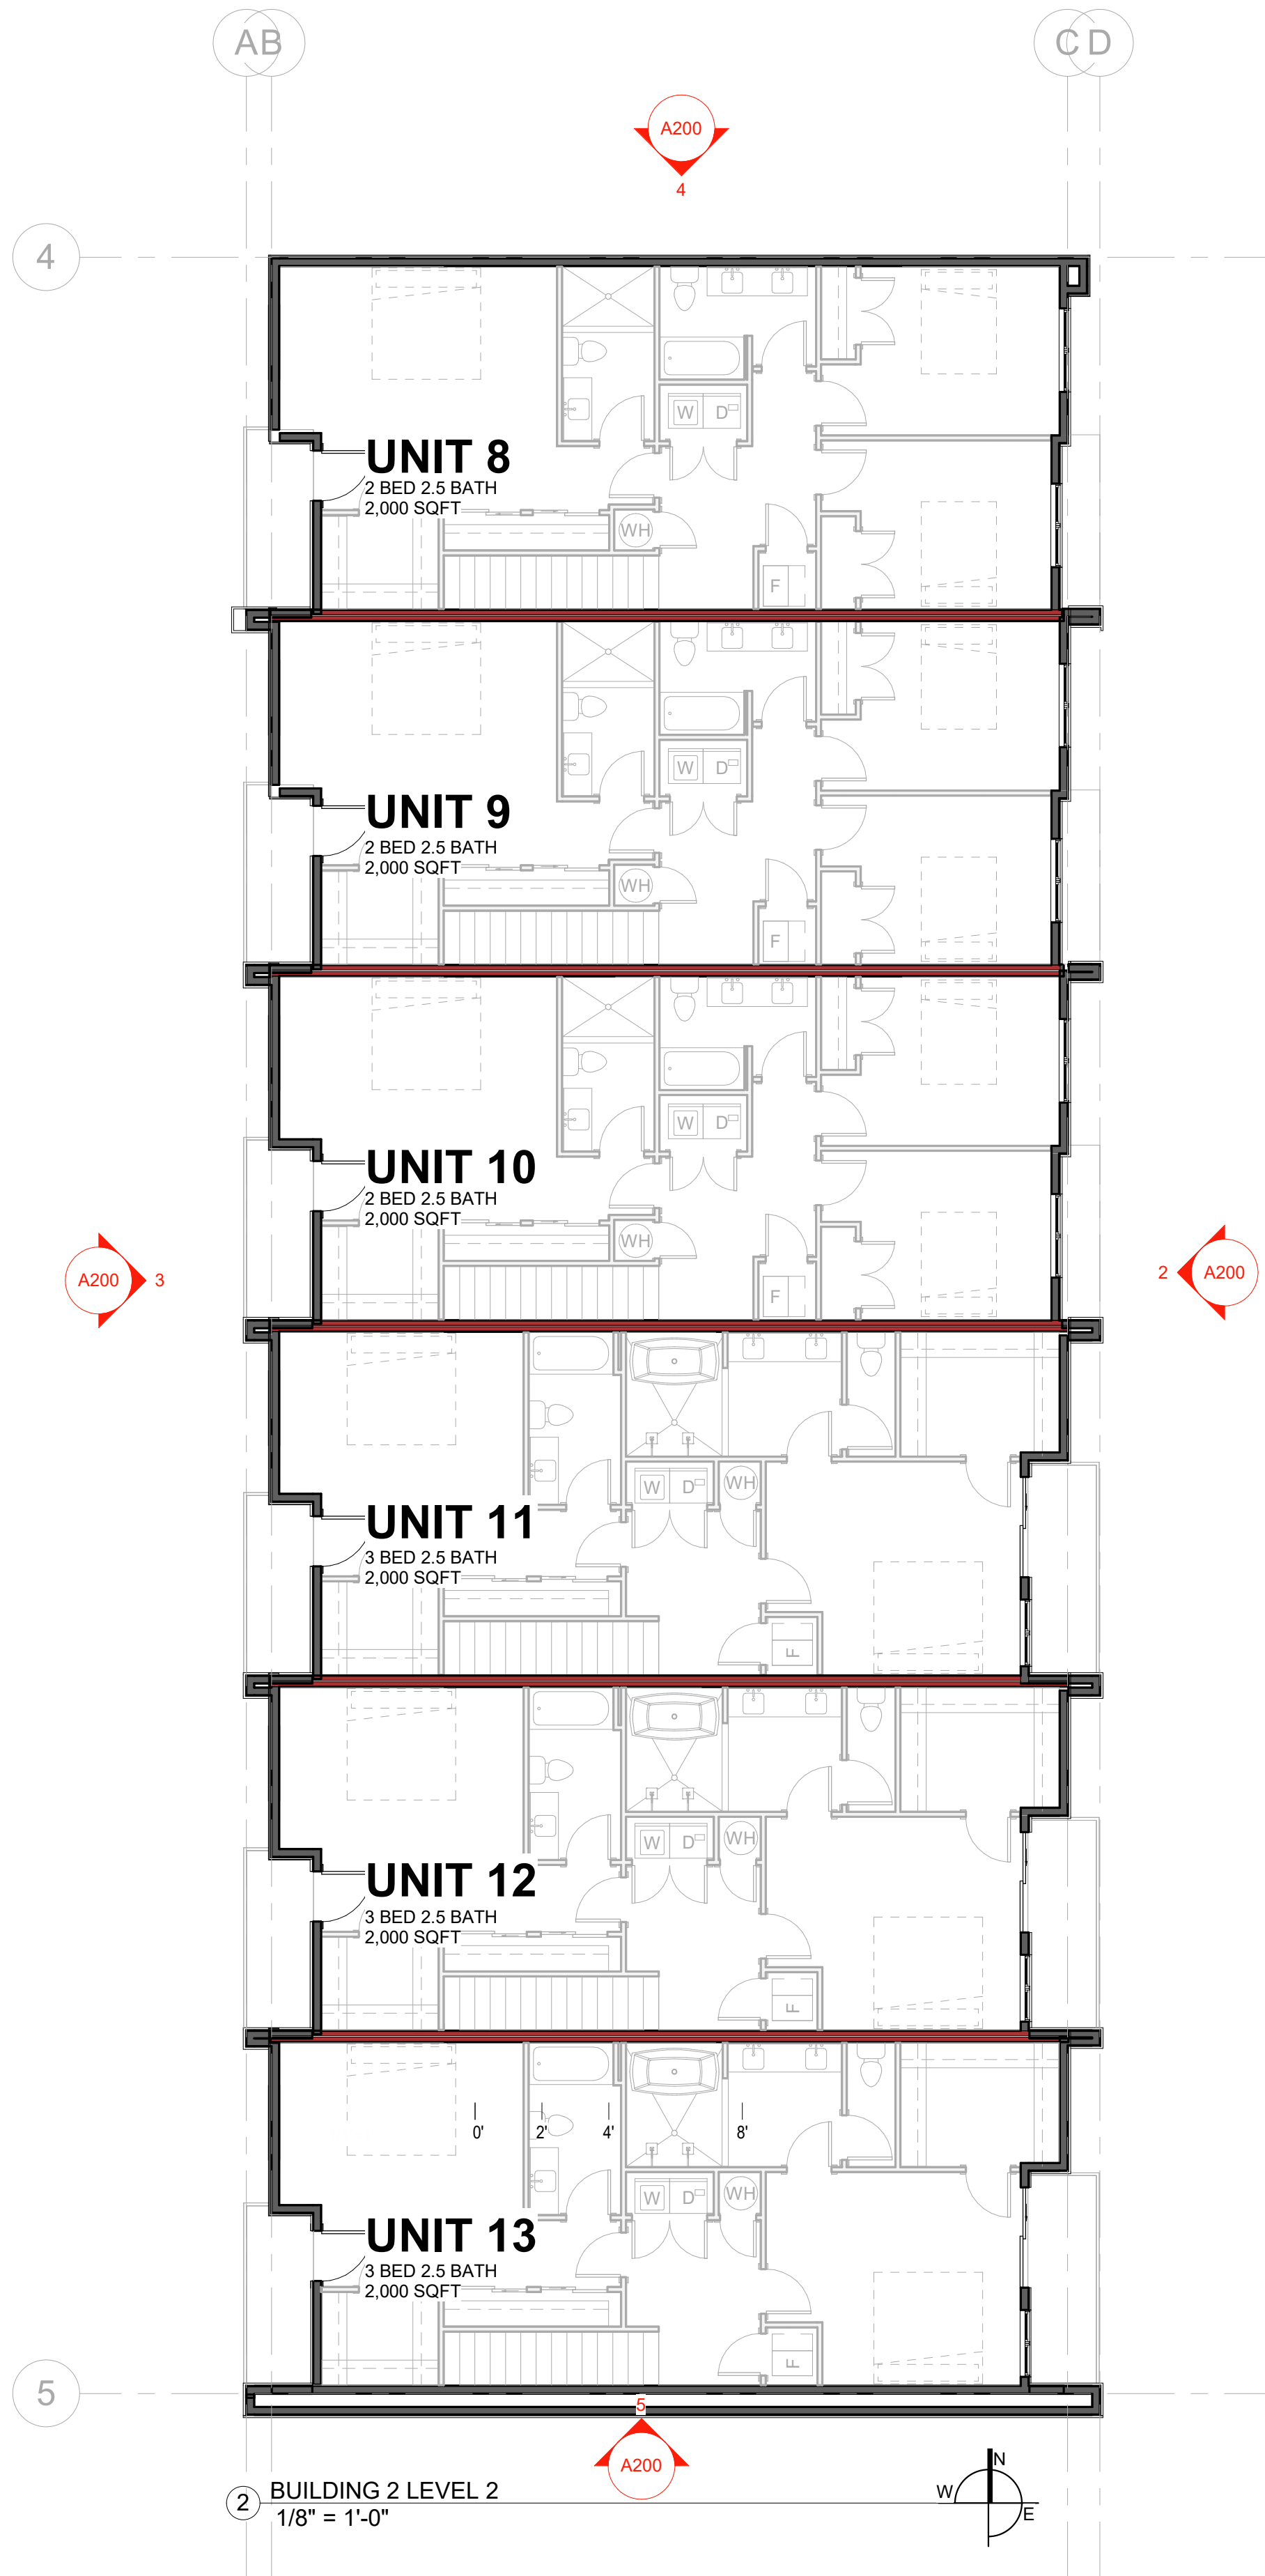 A B C D
A200
4
4
W D
UNIT 8
2 BED 2.5 BATH
2,000 SQFT
WH
F
W D
UNIT 9
2 BED 2.5 BATH
2,000 SQFT
WH
F
W D
UNIT 10
2 BED 2.5 BATH
2,000 SQFT
WH
A200 3
2 A200
F
W D WH
UNIT 11
3 BED 2.5 BATH
2,000 SQFT
F
W D WH
UNIT 12
3 BED 2.5 BATH
2,000 SQFT
F
0' 2' 4' 8'
W D WH
UNIT 13
3 BED 2.5 BATH
2,000 SQFT
F
5
5
A200
2 BUILDING 2 LEVEL 2
1/8" = 1'-0"
N
W
E